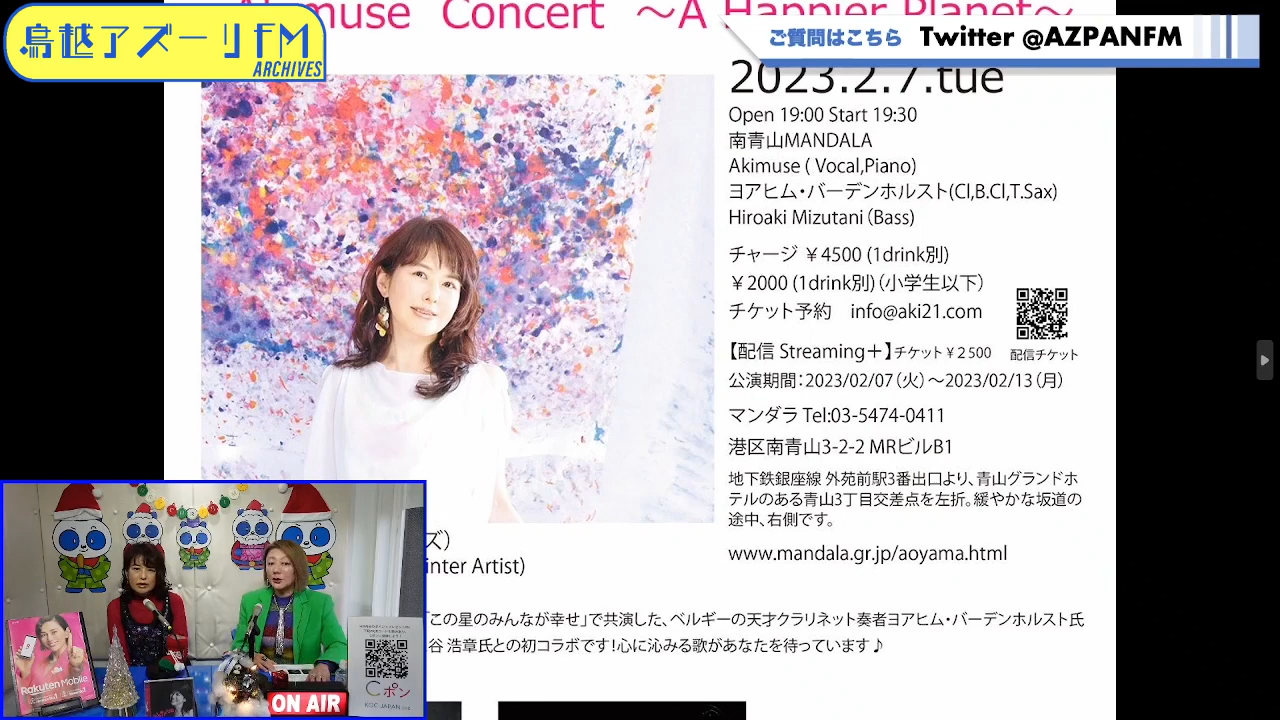 Akimuse Concert ～A Happier Planet～
鳥越アズーリFM
ARCHIVES
ご質問はこちら Twitter @AZPANFM
2023.2.7.tue
Open 19:00 Start 19:30
南青山MANDALA
Akimuse ( Vocal,Piano)
ヨアヒム・バーデンホルスト(Cl,B.Cl,T.Sax)
Hiroaki Mizutani (Bass)
チャージ ￥4500 (1drink別)
￥2000 (1drink別) (小学生以下)
チケット予約 info@aki21.com
【配信 Streaming＋】チケット￥2500
配信チケット
公演期間：2023/02/07（火）～2023/02/13（月）
マンダラ Tel:03-5474-0411
港区南青山3-2-2 MRビルB1
地下鉄銀座線 外苑前駅3番出口より、青山グランドホ
テルのある青山3丁目交差点を左折。緩やかな坂道の
途中、右側です。
www.mandala.gr.jp/aoyama.html
ズ）
inter Artist)
「この星のみんなが幸せ」で共演した、ベルギーの天才クラリネット奏者ヨアヒム・バーデンホルスト氏
谷 浩章氏との初コラボです！心に沁みる歌があなたを待っています♪
Rakuten Mobile
ON AIR
Cポン
KOC JAPAN